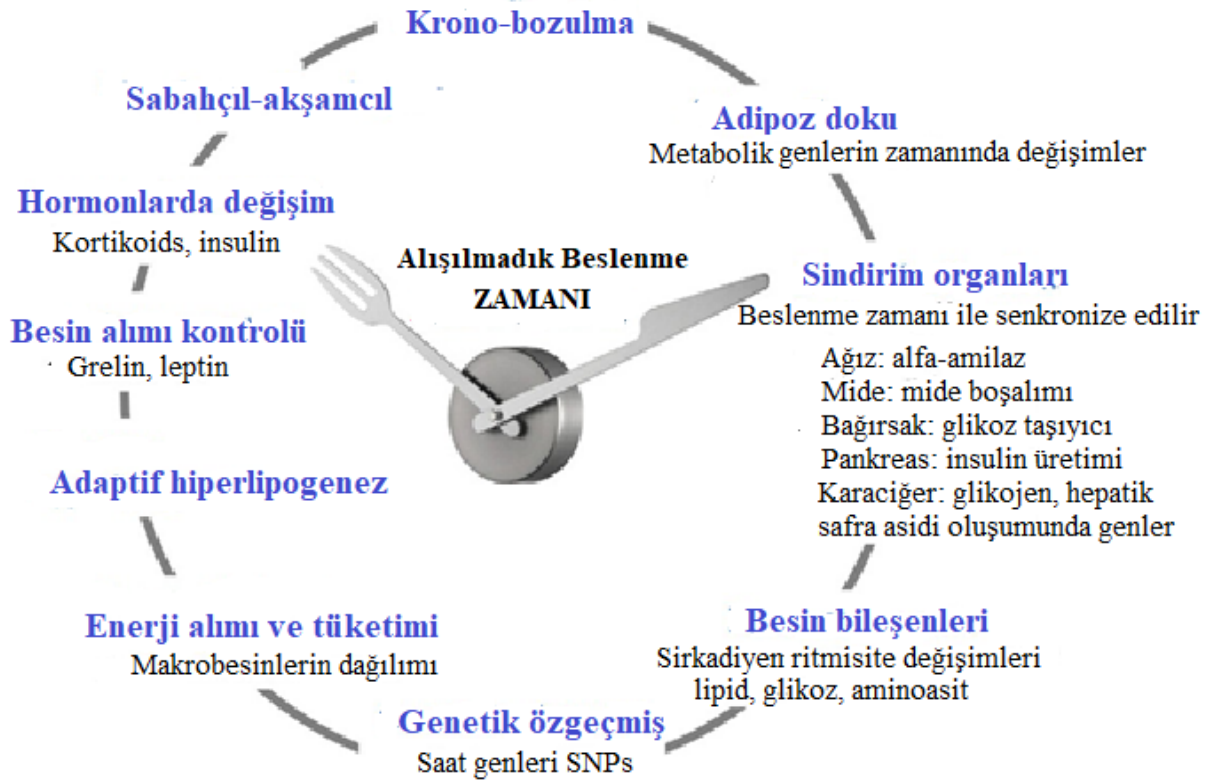 Krono-bozulma
Sabahçıl-akşamcıl
Adipoz doku
Metabolik genlerin zamanında değişimler
Hormonlarda değişim
Kortikoids, insulin
Alışılmadık Beslenme
ZAMANI
Sindirim organları
Beslenme zamanı ile senkronize edilir
Ağız: alfa-amilaz
Mide: mide boşalımı
Bağırsak: glikoz taşıyıcı
Pankreas: insulin üretimi
Karaciğer: glikojen, hepatik
safra asidi oluşumunda genler
Besin alımı kontrolü
Grelin, leptin
Adaptif hiperlipogenez
Enerji alımı ve tüketimi
Makrobesinlerin dağılımı
Besin bileşenleri
Sirkadiyen ritmisite değişimleri
lipid, glikoz, aminoasit
Genetik özgeçmiş
Saat genleri SNPs